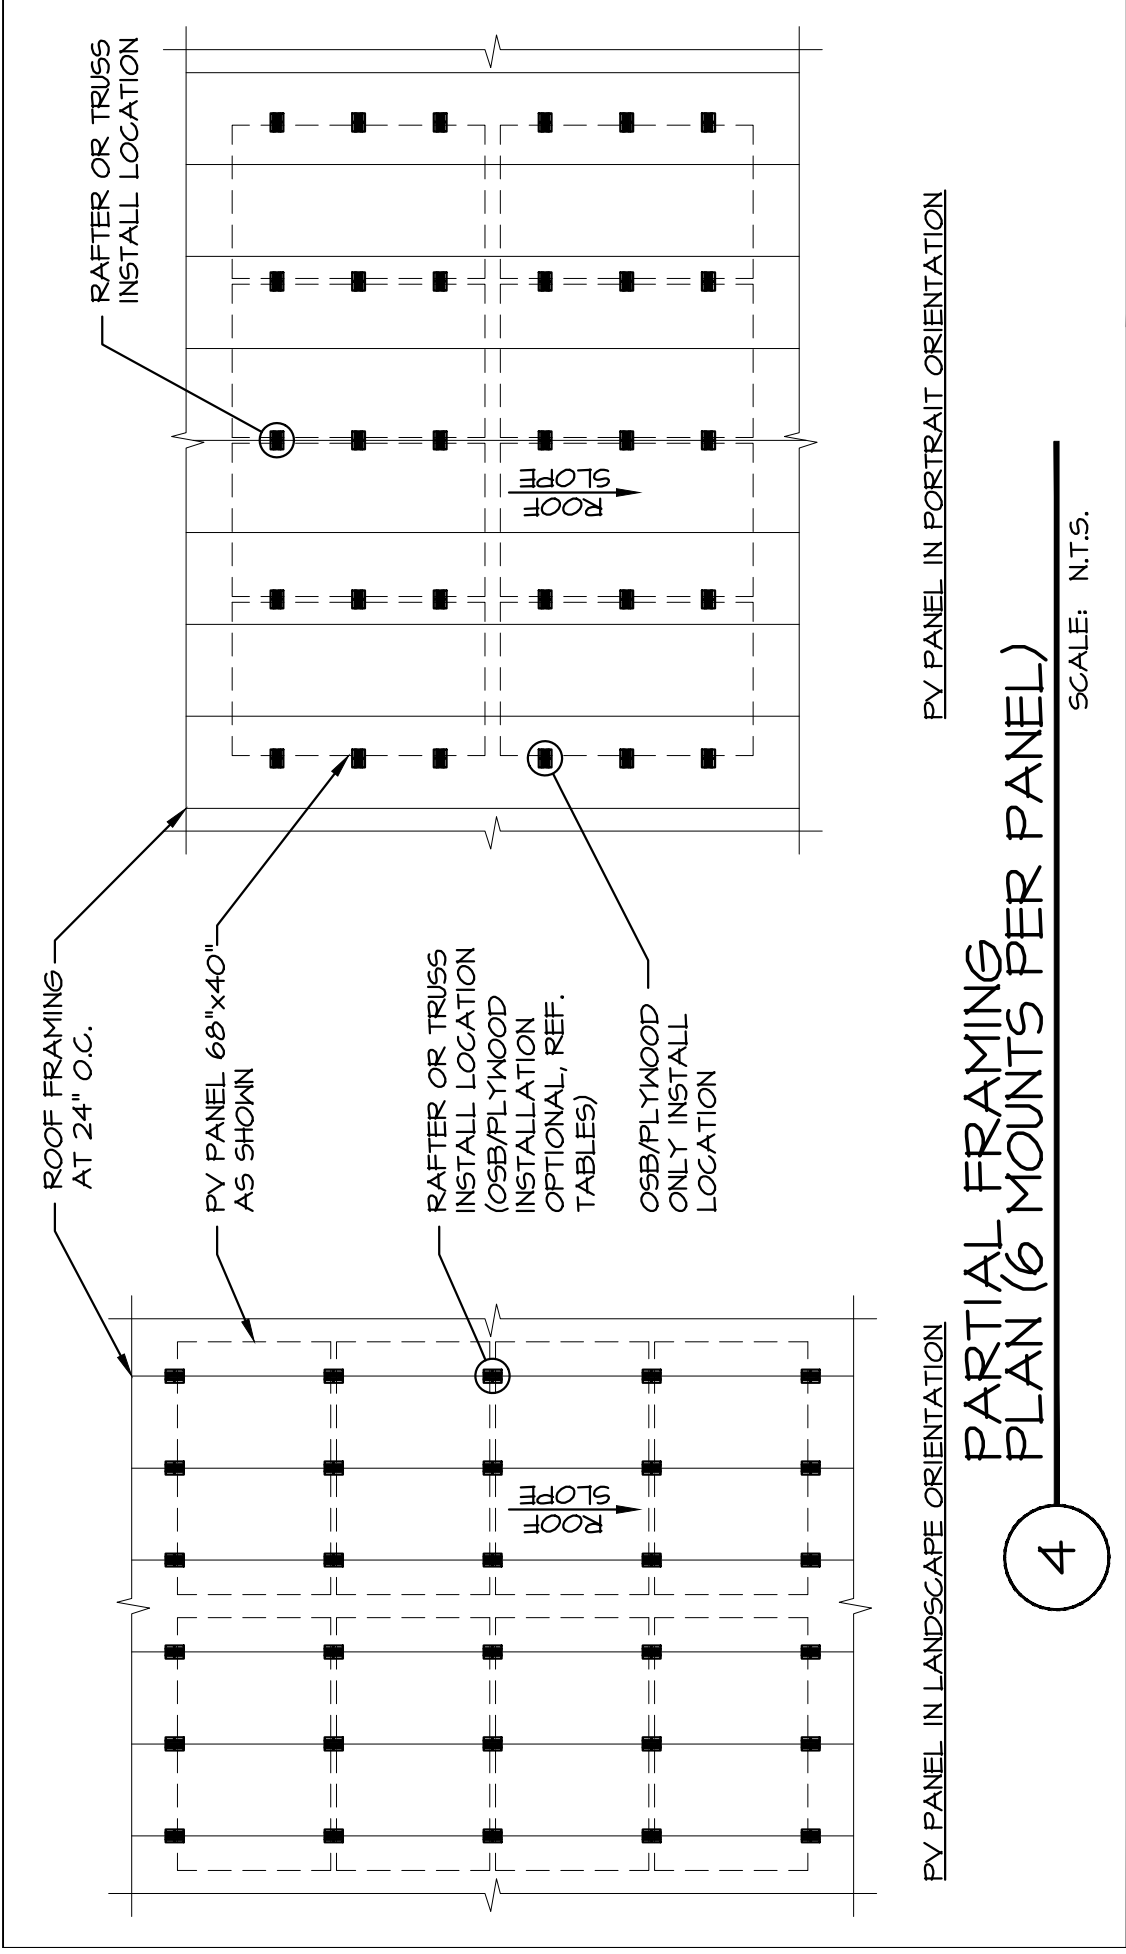 ROOF FRAMING
AT 24" O.C.
PV PANEL 68"x40"
AS SHOWN
RAFTER OR TRUSS
INSTALL LOCATION
(OSB/PLYWOOD
INSTALLATION
OPTIONAL, REF.
TABLES)
OSB/PLYWOOD
ONLY INSTALL
LOCATION
RAFTER OR TRUSS
INSTALL LOCATION
ROOF
SLOPE
ROOF
SLOPE
PV PANEL IN LANDSCAPE ORIENTATION
PV PANEL IN PORTRAIT ORIENTATION
4
PARTIAL FRAMING
PLAN (6 MOUNTS PER PANEL)
SCALE: N.T.S.